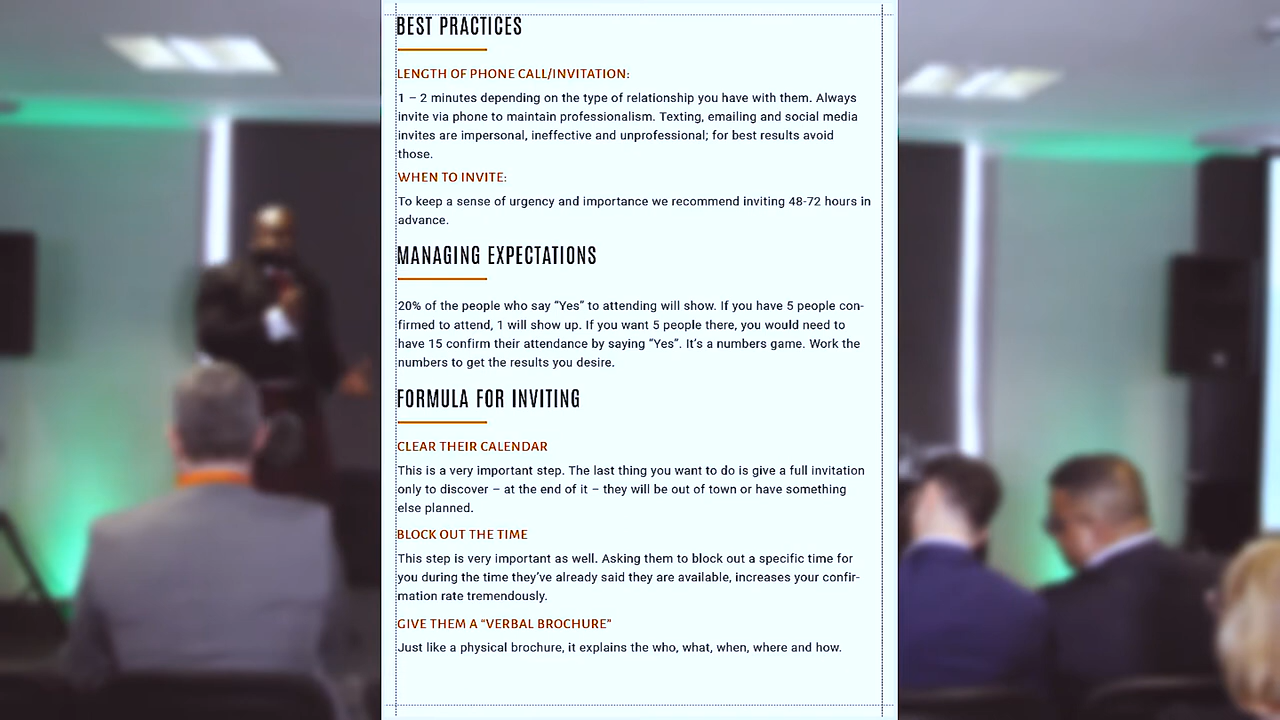 BEST PRACTICES
LENGTH OF PHONE CALL/INVITATION:
1 – 2 minutes depending on the type of relationship you have with them. Always
invite via phone to maintain professionalism. Texting, emailing and social media
invites are impersonal, ineffective and unprofessional; for best results avoid
those.
WHEN TO INVITE:
To keep a sense of urgency and importance we recommend inviting 48-72 hours in
advance.
MANAGING EXPECTATIONS
20% of the people who say “Yes” to attending will show. If you have 5 people con-
firmed to attend, 1 will show up. If you want 5 people there, you would need to
have 15 confirm their attendance by saying “Yes”. It’s a numbers game. Work the
numbers to get the results you desire.
FORMULA FOR INVITING
CLEAR THEIR CALENDAR
This is a very important step. The last thing you want to do is give a full invitation
only to discover – at the end of it – they will be out of town or have something
else planned.
BLOCK OUT THE TIME
This step is very important as well. Asking them to block out a specific time for
you during the time they’ve already said they are available, increases your confir-
mation rate tremendously.
GIVE THEM A “VERBAL BROCHURE”
Just like a physical brochure, it explains the who, what, when, where and how.